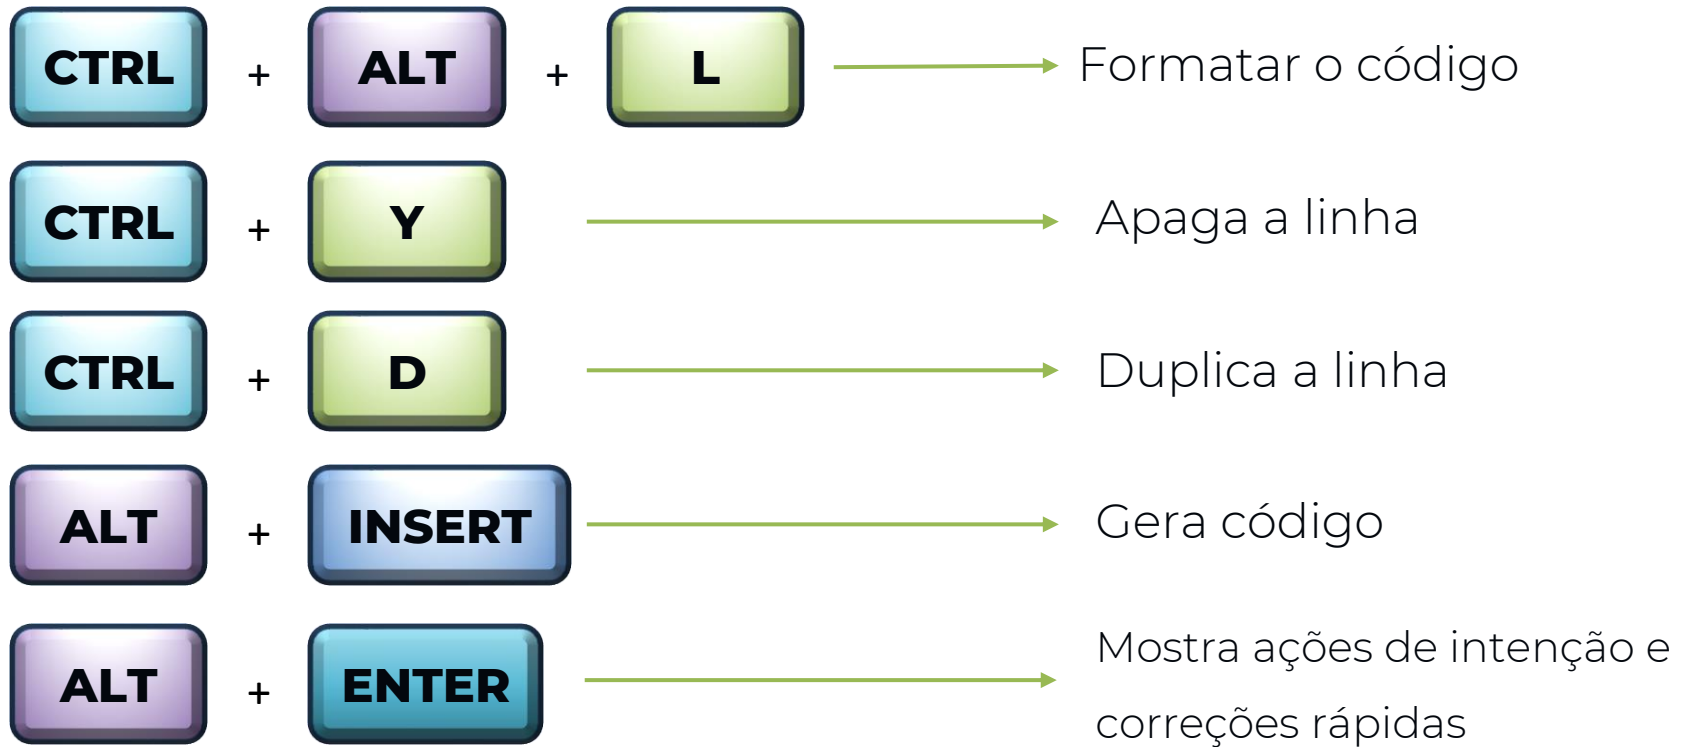 CTRL + ALT + L Formatar o código
CTRL + Y Apaga a linha
CTRL + D Duplica a linha
ALT + INSERT Gera código
ALT + ENTER Mostra ações de intenção e
correções rápidas